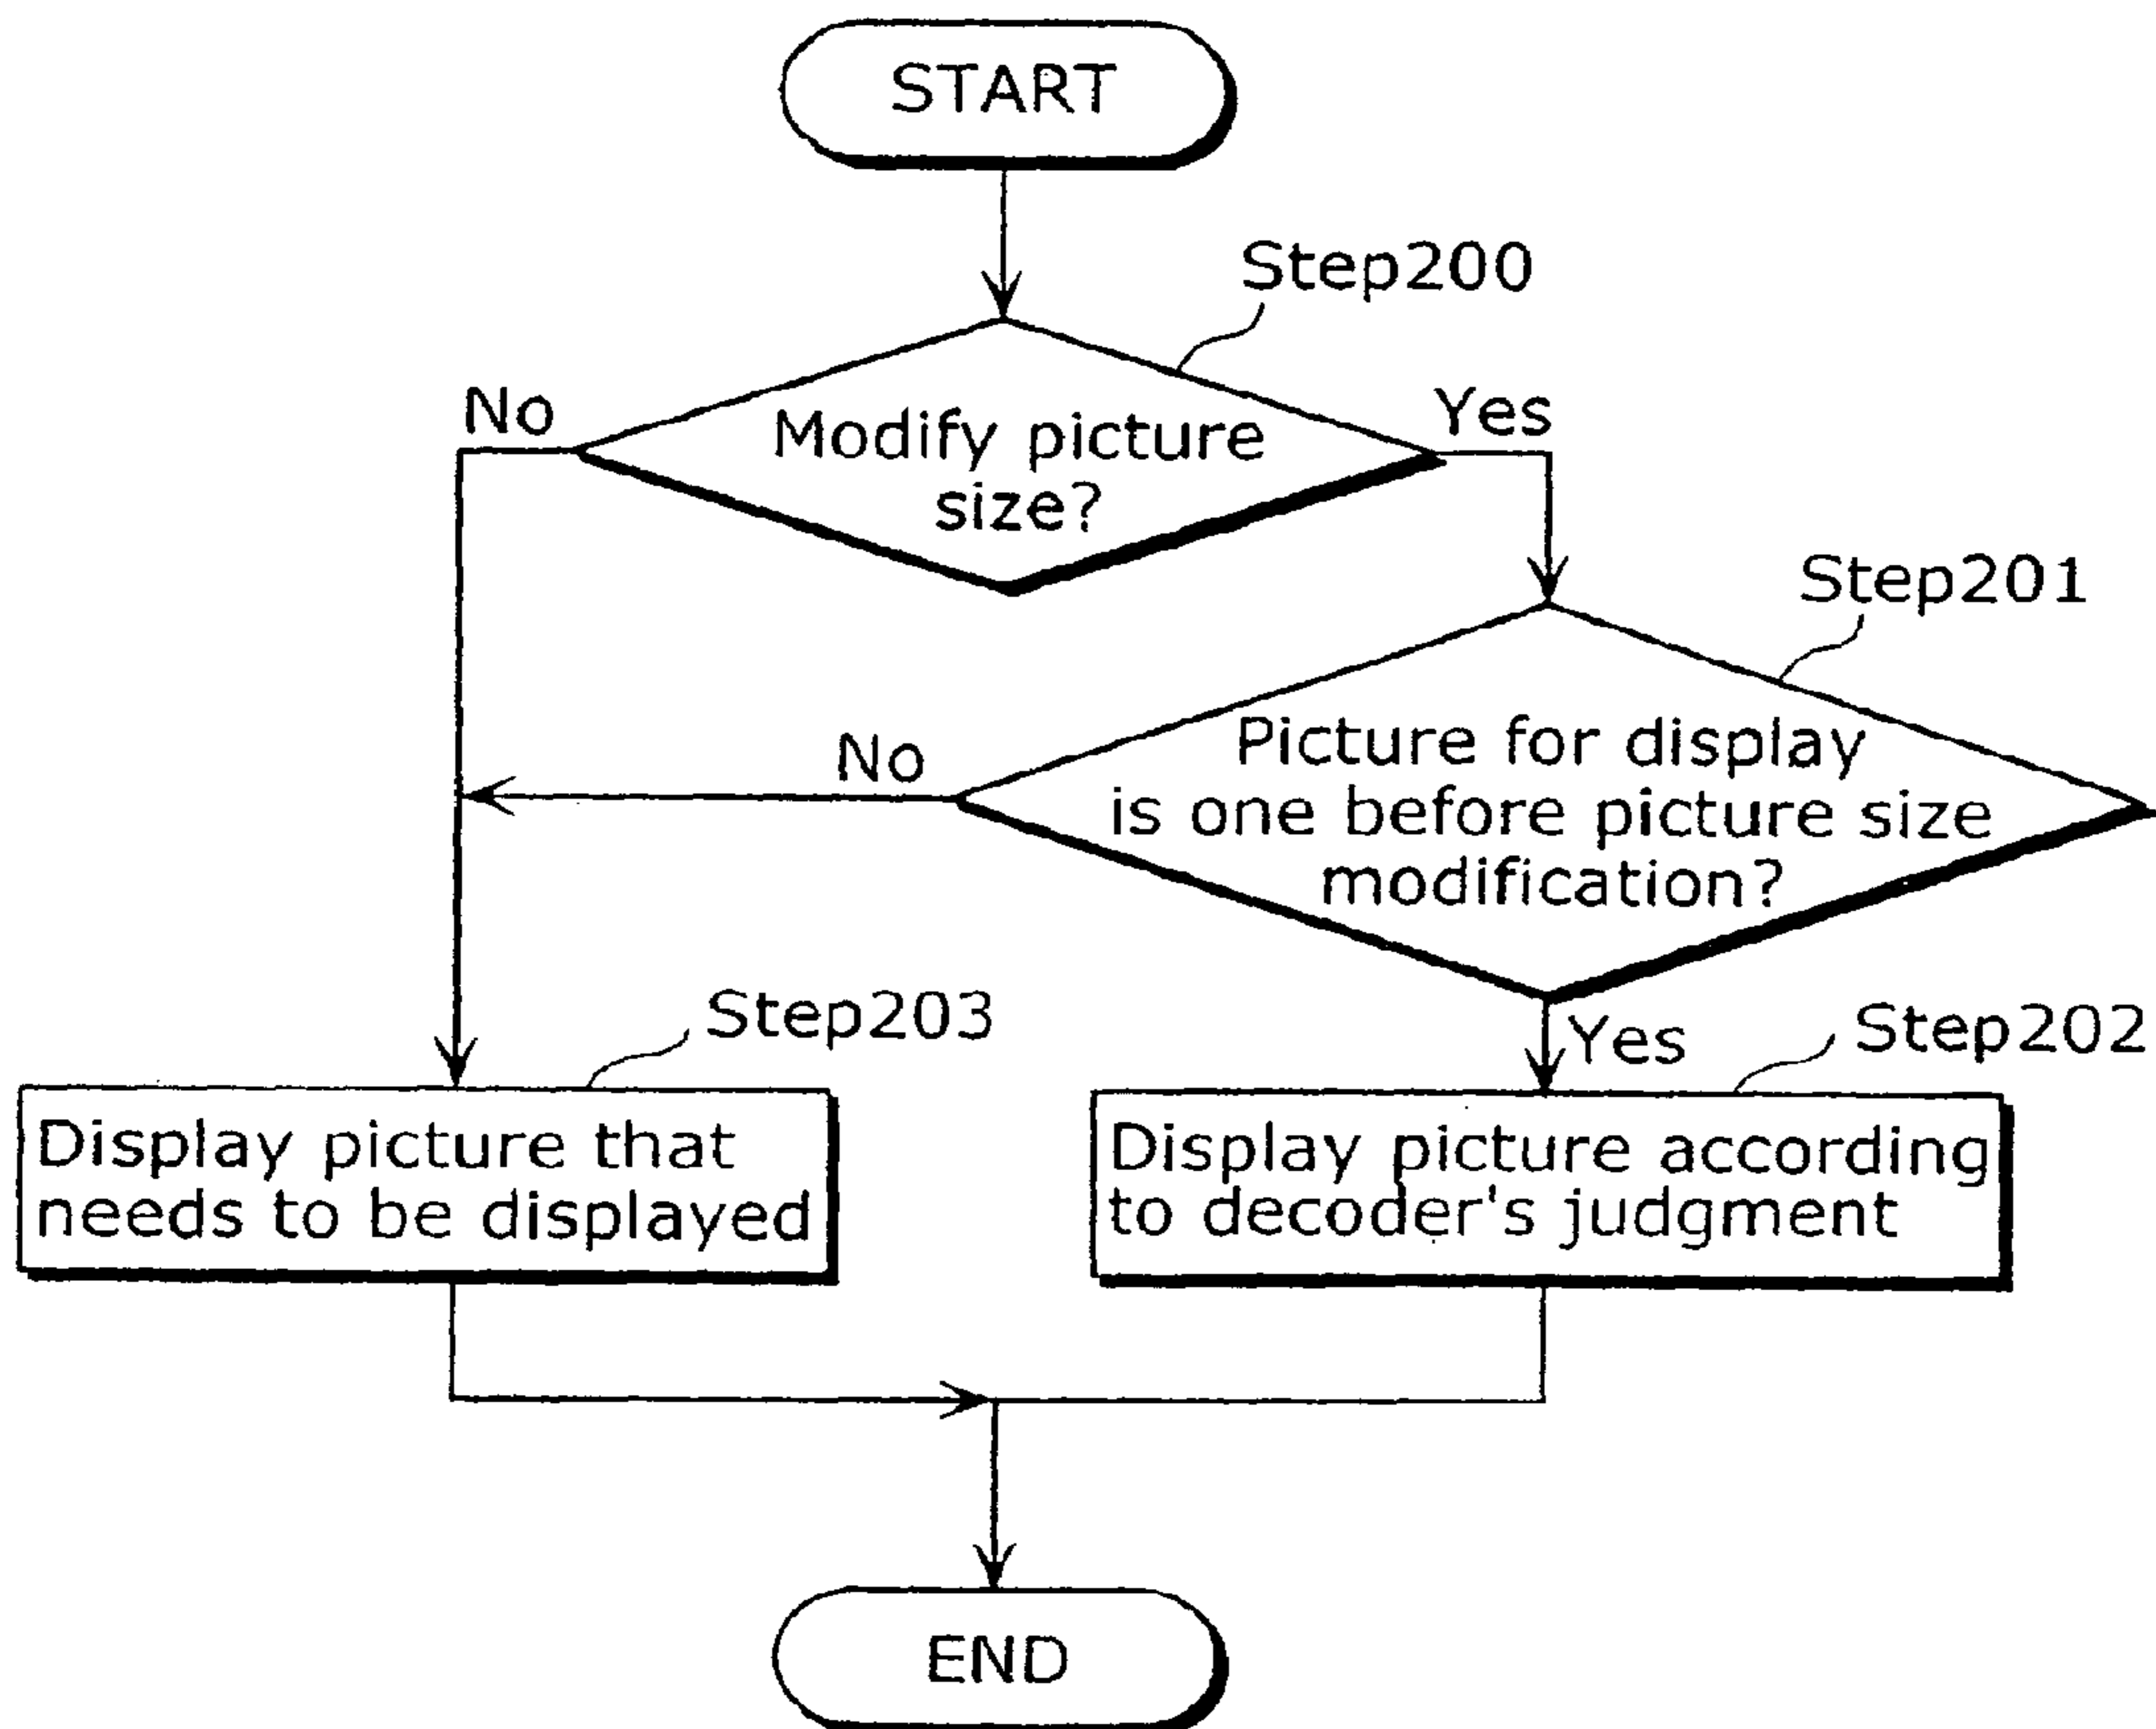 START
Step200
No
Yes
Modify picture
size?
Step201
No
Picture for display
is one before picture size
modification?
Step203
Yes
Step202
Display picture that
needs to be displayed
Display picture according
to decoder's judgment
END